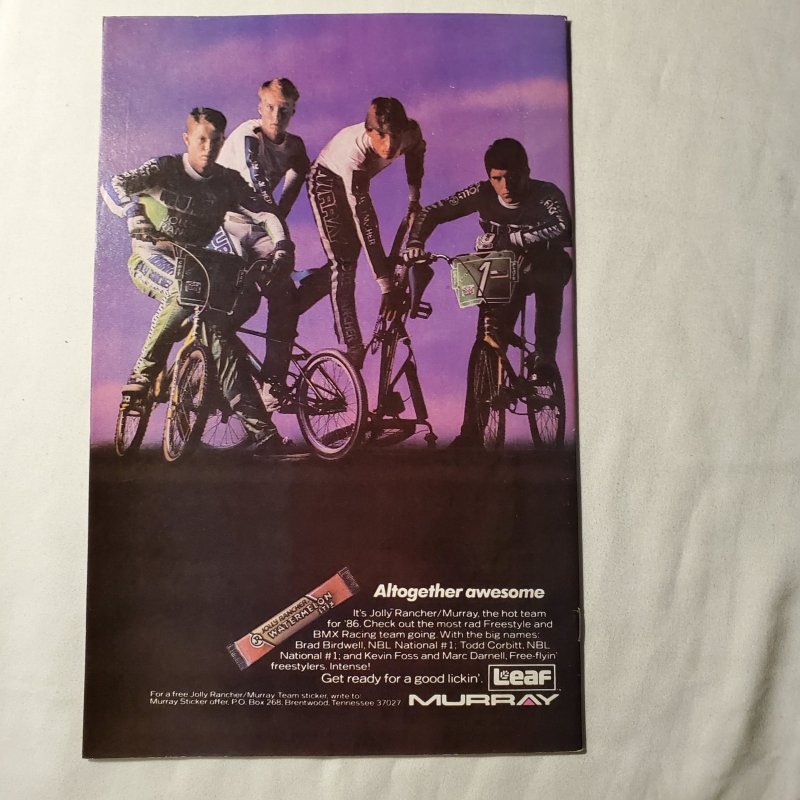 MURRAY
1
JOLLY RANCHER
WATERMELON
STIX
Altogether awesome
It's Jolly Rancher/Murray, the hot team
for '86. Check out the most rad Freestyle and
BMX Racing team going. With the big names:
Brad Birdwell, NBL National #1; Todd Corbitt, NBL
National #1; and Kevin Foss and Marc Darnell, Free-flyin'
freestylers. Intense!
Get ready for a good lickin'.
Leaf
For a free Jolly Rancher/Murray Team sticker, write to:
Murray Sticker offer, P.O. Box 268, Brentwood, Tennessee 37027
MURRAY